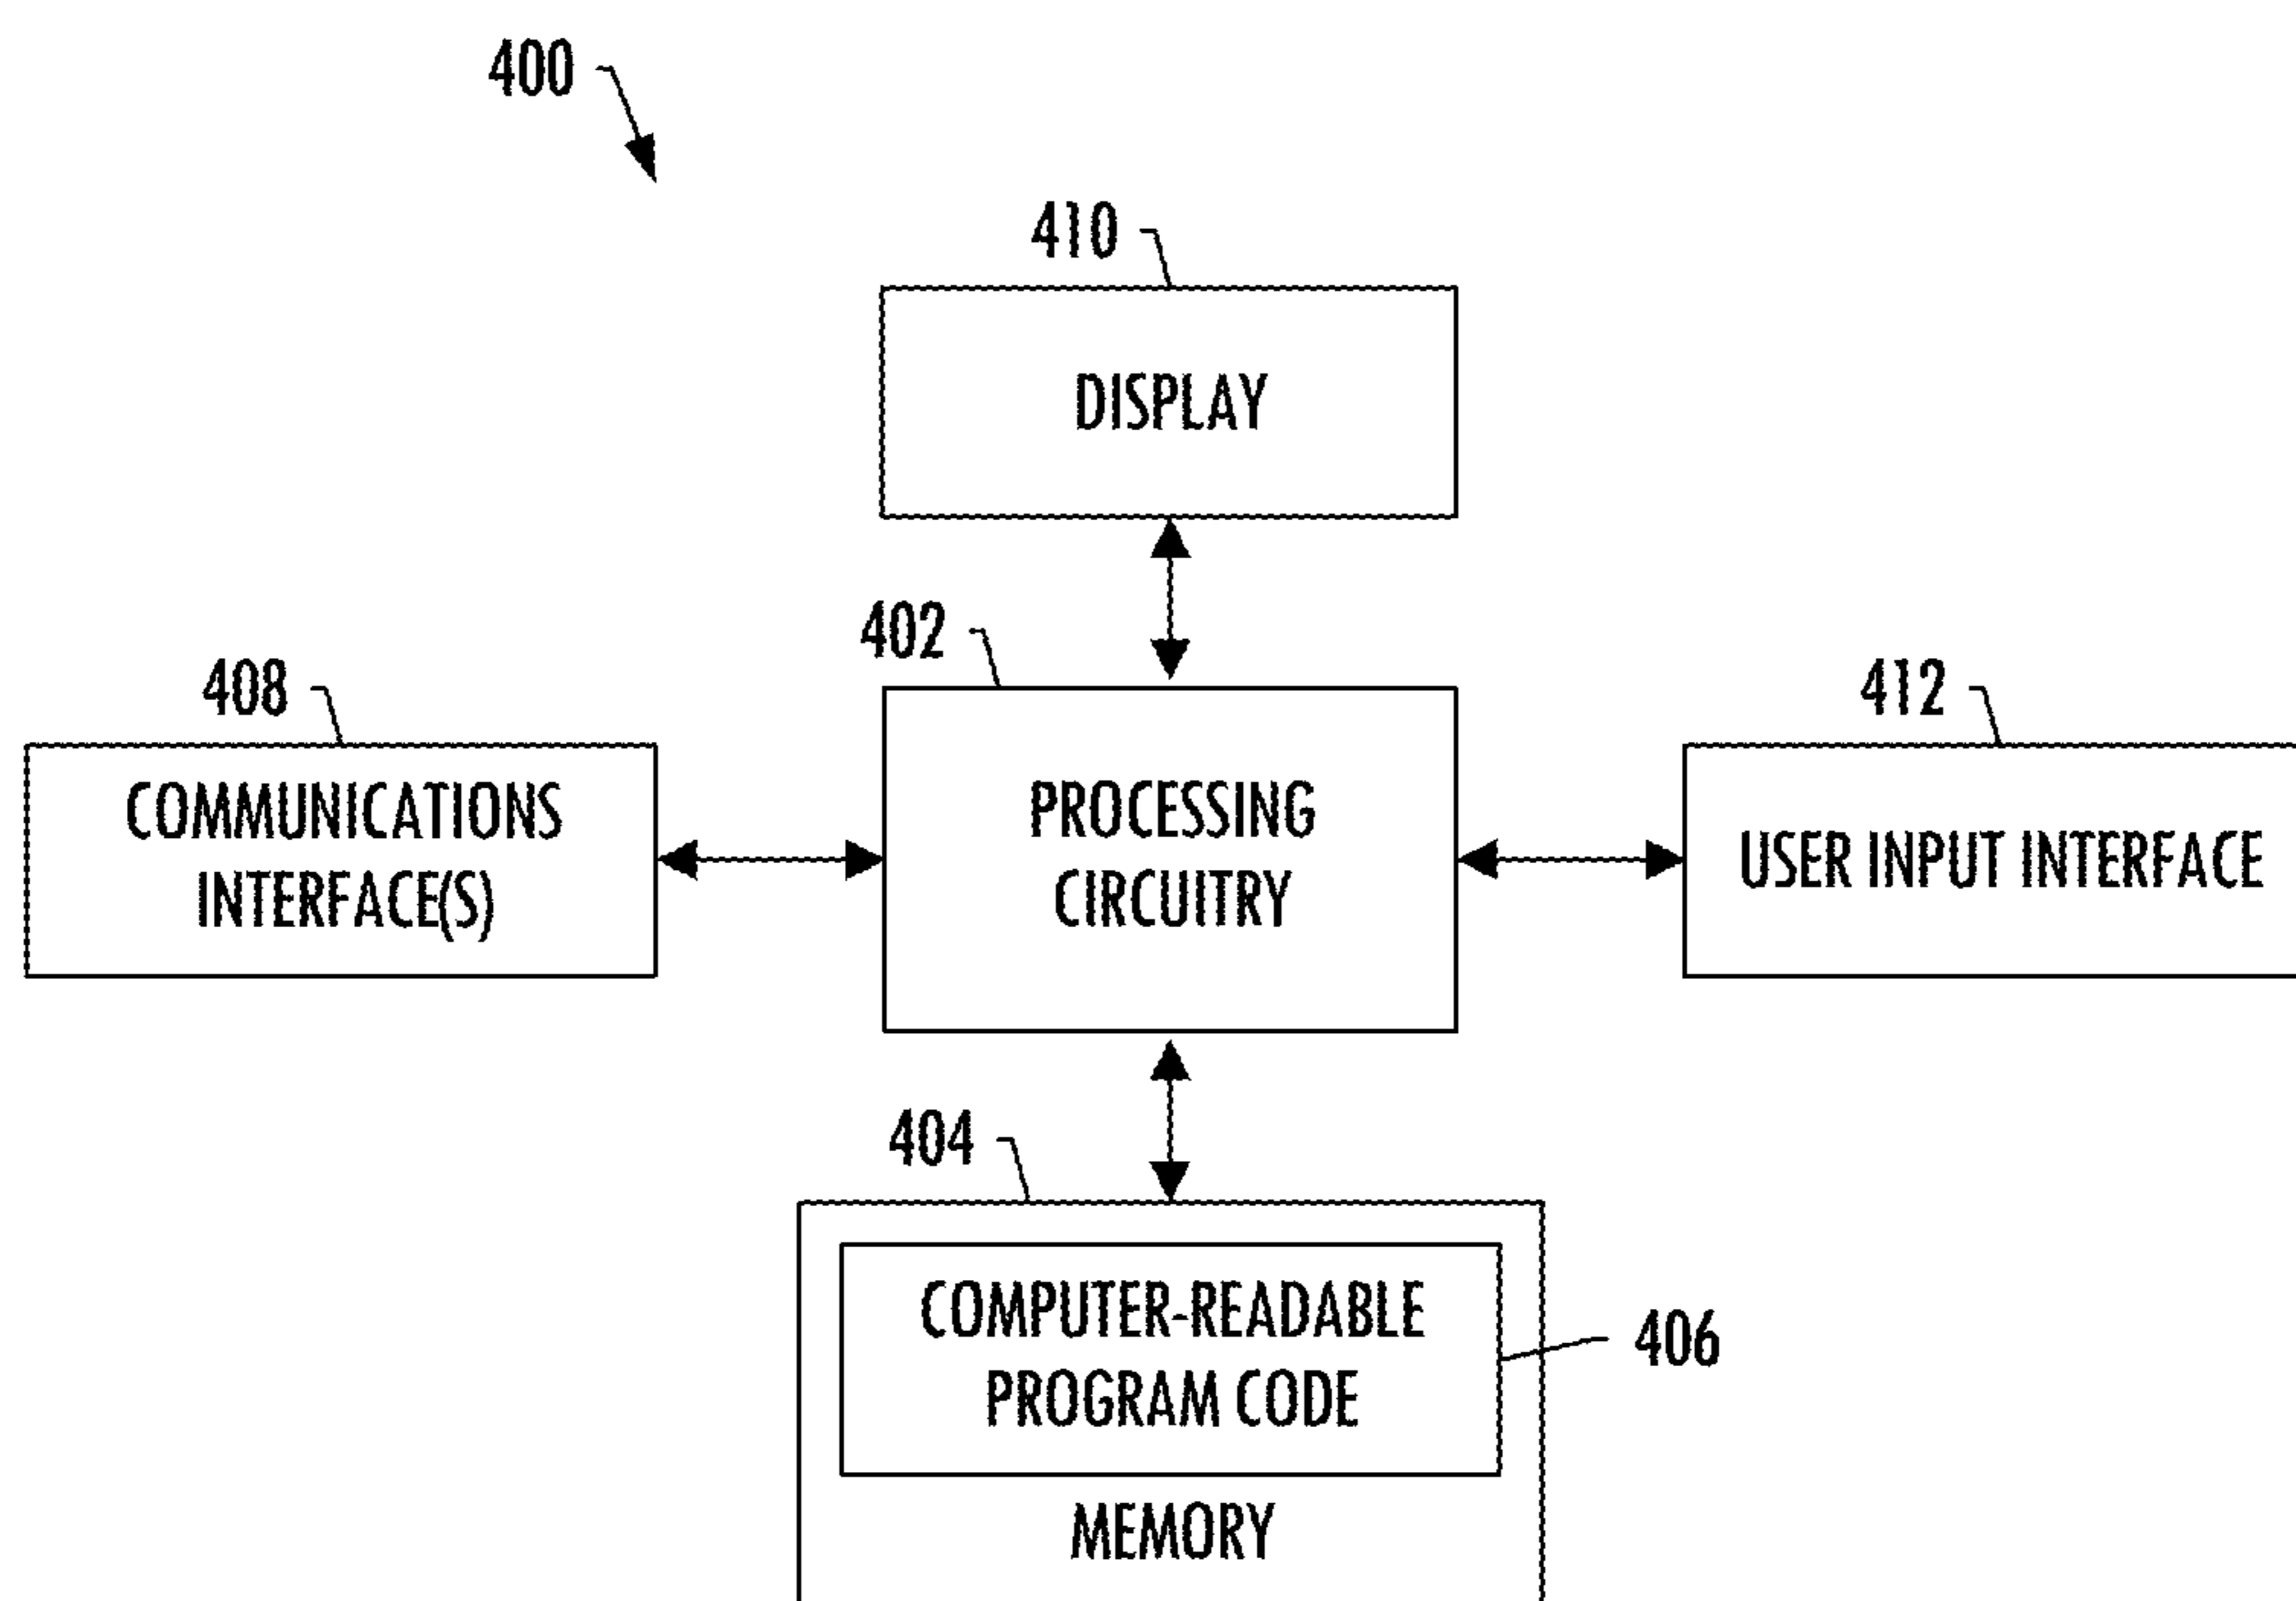 400
410
DISPLAY
402
408
412
COMMUNICATIONS
INTERFACE(S)
PROCESSING
CIRCUITRY
USER INPUT INTERFACE
404
COMPUTER-READABLE
PROGRAM CODE
406
MEMORY